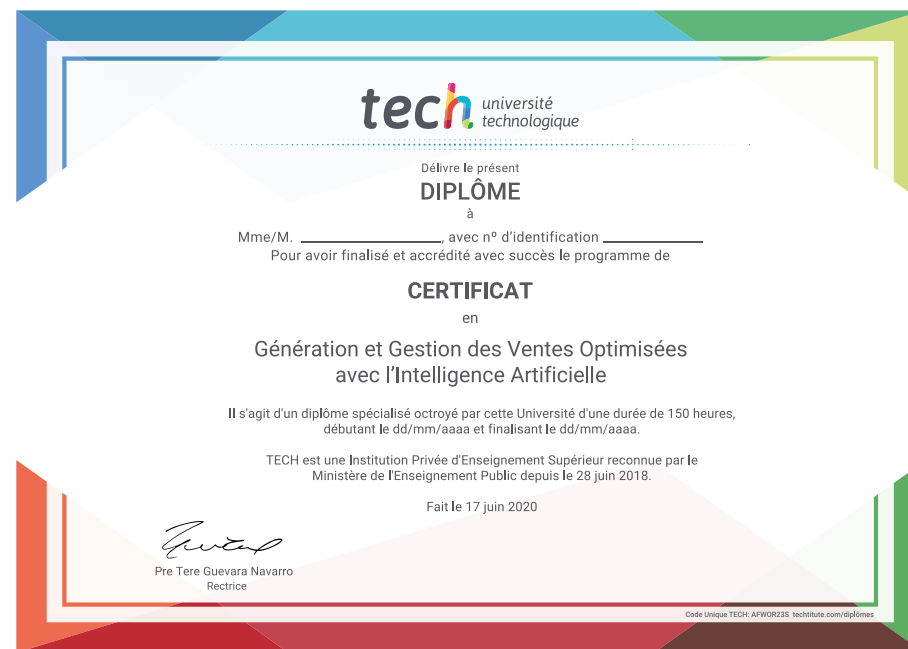 tech université
technologique
Délivre le présent
DIPLÔME
à
Mme/M. ____________________, avec nº d'identification ______________
Pour avoir finalisé et accrédité avec succès le programme de
CERTIFICAT
en
Génération et Gestion des Ventes Optimisées
avec l'Intelligence Artificielle
Il s'agit d'un diplôme spécialisé octroyé par cette Université d'une durée de 150 heures,
débutant le dd/mm/aaaa et finalisant le dd/mm/aaaa.
TECH est une Institution Privée d'Enseignement Supérieur reconnue par le
Ministère de l'Enseignement Public depuis le 28 juin 2018.
Fait le 17 juin 2020
Pre Tere Guevara Navarro
Rectrice
Code Unique TECH: AFWOR23S techtitute.com/diplômes